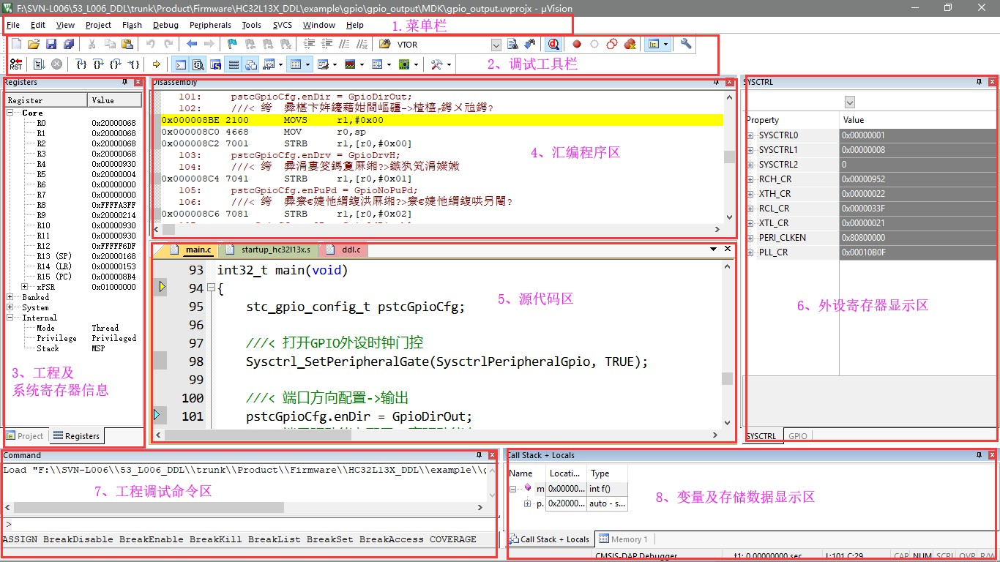 F:\SVN-L006\53_L006_DDL\trunk\Product\Firmware\HC32L13X_DDL\example\gpio\gpio_output\MDK\gpio_output.uvprojx - µVision
File Edit View Project Flash Debug Peripherals Tools SVCS Window Help
1.菜单栏
VTOR
RST
2、调试工具栏
Registers
Register Value
Core
R0 0x20000068
R1 0x20000068
R2 0x20000068
R3 0x20000068
R4 0x00000930
R5 0x20000004
R6 0x00000000
R7 0x00000000
R8 0xFFFFA3FF
R9 0x20000214
R10 0x00000930
R11 0x00000930
R12 0xFFFFF6DF
R13 (SP) 0x20000168
R14 (LR) 0x00000153
R15 (PC) 0x000008B4
xPSR 0x01000000
Banked
System
Internal
Mode Thread
Privilege Privileged
Stack MSP
3、工程及
系统寄存器信息
Project Registers
Disassembly
101: pstcGpioCfg.enDir = GpioDirOut;
102: ///<
0x000008BE 2100 MOVS r1,#0x00
0x000008C0 4668 MOV r0,sp
0x000008C2 7001 STRB r1,[r0,#0x00]
103: pstcGpioCfg.enDrv = GpioDrvH;
104: ///<
0x000008C4 7041 STRB r1,[r0,#0x01]
105: pstcGpioCfg.enPuPd = GpioNoPuPd;
106: ///<
0x000008C6 7081 STRB r1,[r0,#0x02]
4、汇编程序区
main.c startup_hc32l13x.s ddl.c
93 int32_t main(void)
94 {
95 stc_gpio_config_t pstcGpioCfg;
96
97 ///< 打开GPIO外设时钟门控
98 Sysctrl_SetPeripheralGate(SysctrlPeripheralGpio, TRUE);
99
100 ///< 端口方向配置->输出
101 pstcGpioCfg.enDir = GpioDirOut;
5、源代码区
SYSCTRL
Property Value
SYSCTRL0 0x00000001
SYSCTRL1 0x00000008
SYSCTRL2 0
RCH_CR 0x00000952
XTH_CR 0x00000022
RCL_CR 0x0000033F
XTL_CR 0x00000021
PERI_CLKEN 0x80800000
PLL_CR 0x00010B0F
6、外设寄存器显示区
SYSCTRL GPIO
Command
Load "F:\\SVN-L006\\53_L006_DDL\\trunk\\Product\\Firmware\\HC32L13X_DDL\\example\\g
7、工程调试命令区
>
ASSIGN BreakDisable BreakEnable BreakKill BreakList BreakSet BreakAccess COVERAGE
Call Stack + Locals
Name Locati... Type
m 0x00000... int f()
p. 0x20000... auto - s...
8、变量及存储数据显示区
Call Stack + Locals Memory 1
CMSIS-DAP Debugger t1: 0.00000000 sec L:101 C:29 CAP NUM SCRL OVR R/W